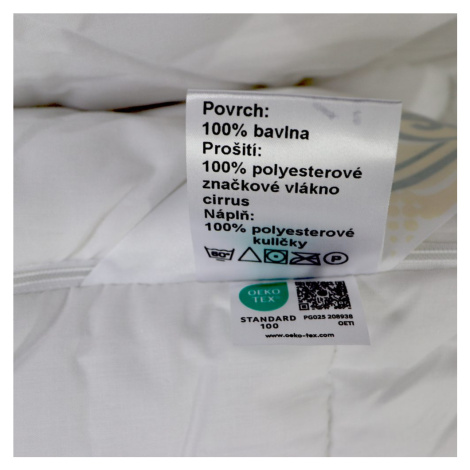 Povrch:
100% bavlna
Prošití:
100% polyesterové
značkové vlákno
cirrus
Náplň:
100% polyesterové
kuličky
60°
P
OEKO
TEX
STANDARD
100
PG025 208938
OETI
www.oeko-tex.com